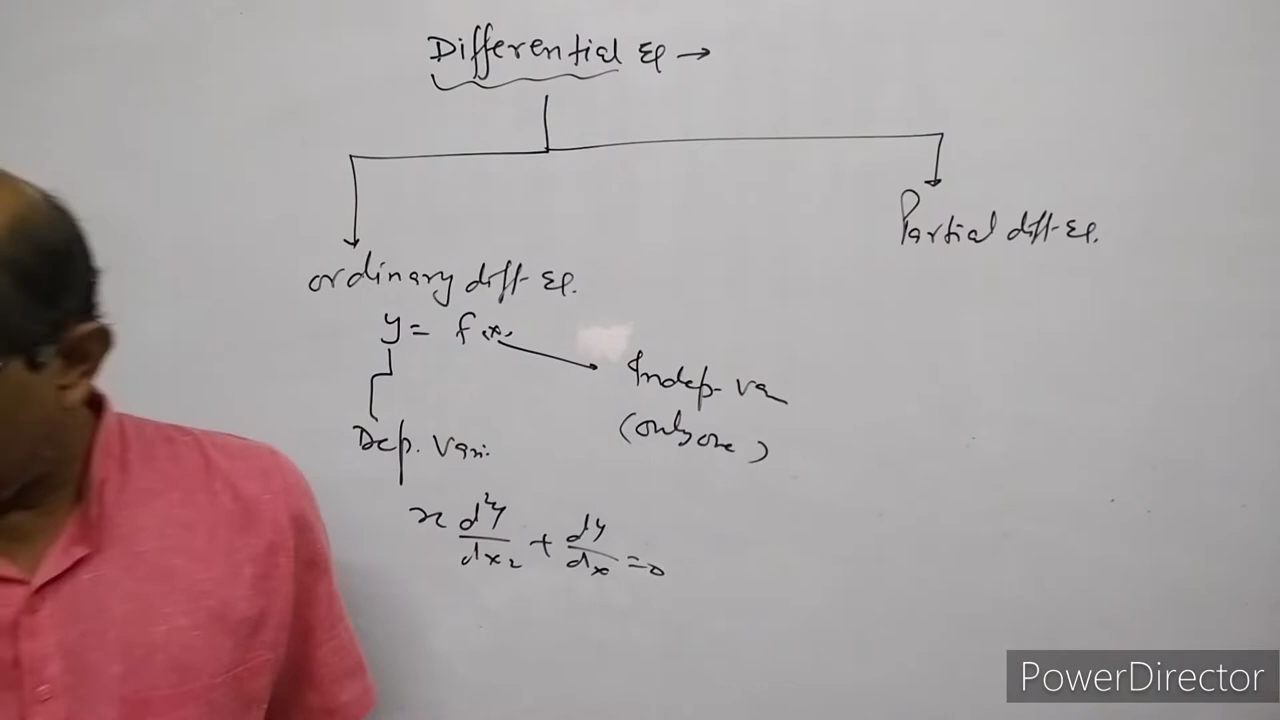 Differential Eq →
Partial diff-Eq.
ordinary diff-Eq.
y = f(x)
Indep. Va
(only one)
Dep. Vari.
x d²y/dx2 + dy/dx = 0
PowerDirector